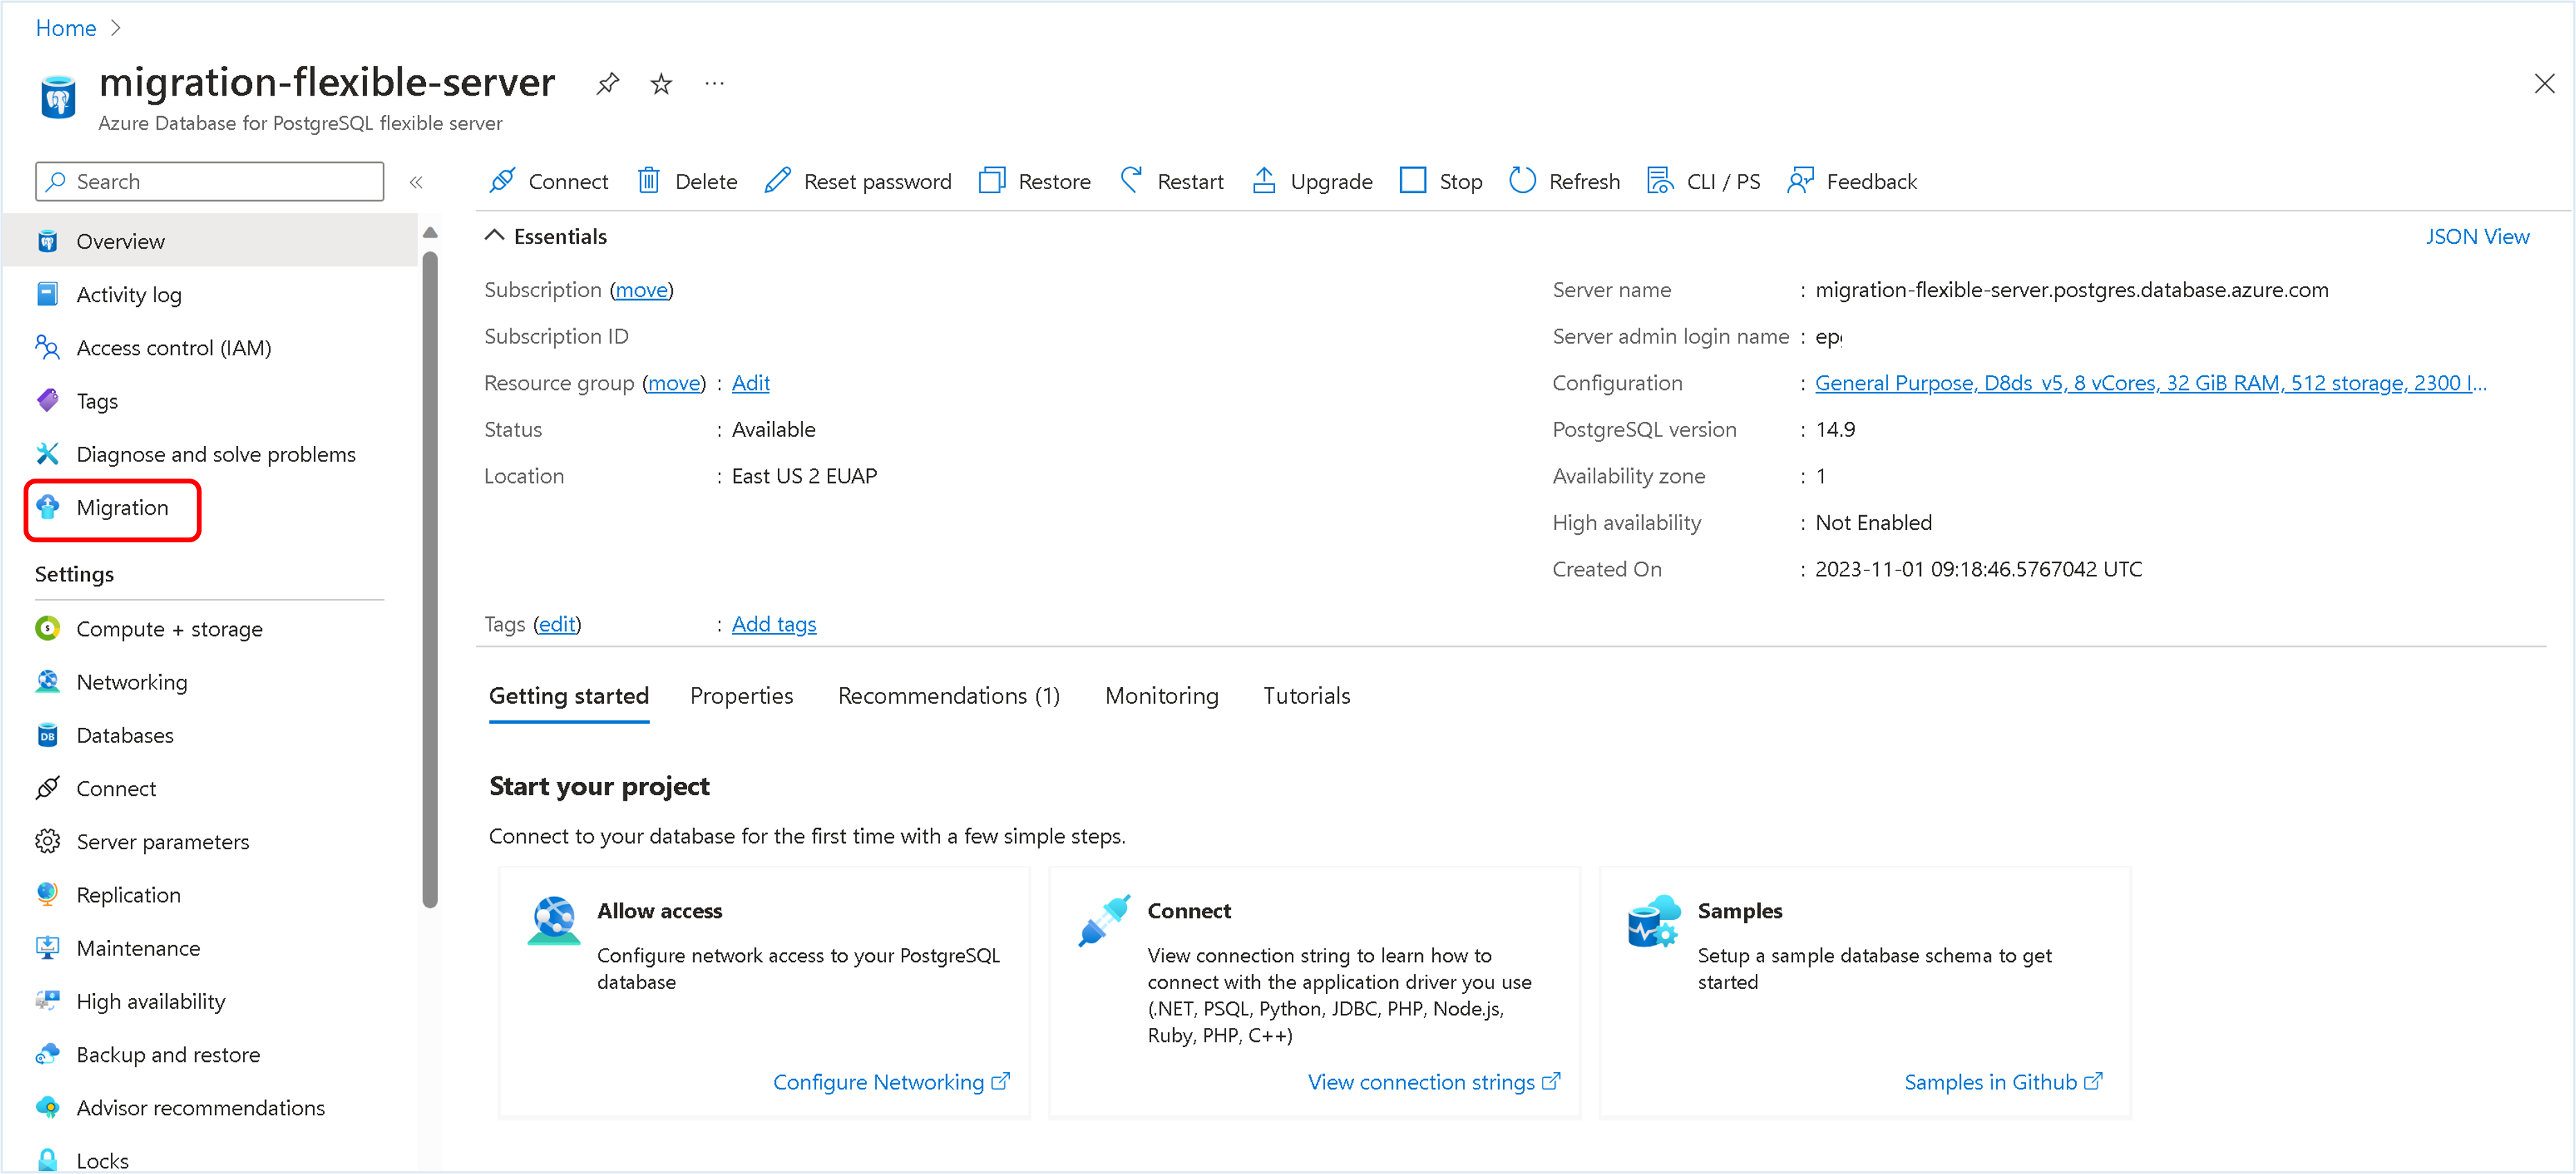 Home
migration-flexible-server
Azure Database for PostgreSQL flexible server
Search
Connect Delete Reset password Restore Restart Upgrade Stop Refresh CLI / PS Feedback
Overview
Activity log
Access control (IAM)
Tags
Diagnose and solve problems
Migration
Settings
Compute + storage
Networking
Databases
Connect
Server parameters
Replication
Maintenance
High availability
Backup and restore
Advisor recommendations
Locks
Essentials
JSON View
Subscription (move)
Subscription ID
Resource group (move) : Adit
Status : Available
Location : East US 2 EUAP
Tags (edit) : Add tags
Server name : migration-flexible-server.postgres.database.azure.com
Server admin login name :
Configuration : General Purpose, D8ds_v5, 8 vCores, 32 GiB RAM, 512 storage, 2300 I...
PostgreSQL version : 14.9
Availability zone : 1
High availability : Not Enabled
Created On : 2023-11-01 09:18:46.5767042 UTC
Getting started Properties Recommendations (1) Monitoring Tutorials
Start your project
Connect to your database for the first time with a few simple steps.
Allow access
Configure network access to your PostgreSQL
database
Configure Networking
Connect
View connection string to learn how to
connect with the application driver you use
(.NET, PSQL, Python, JDBC, PHP, Node.js,
Ruby, PHP, C++)
View connection strings
Samples
Setup a sample database schema to get
started
Samples in Github